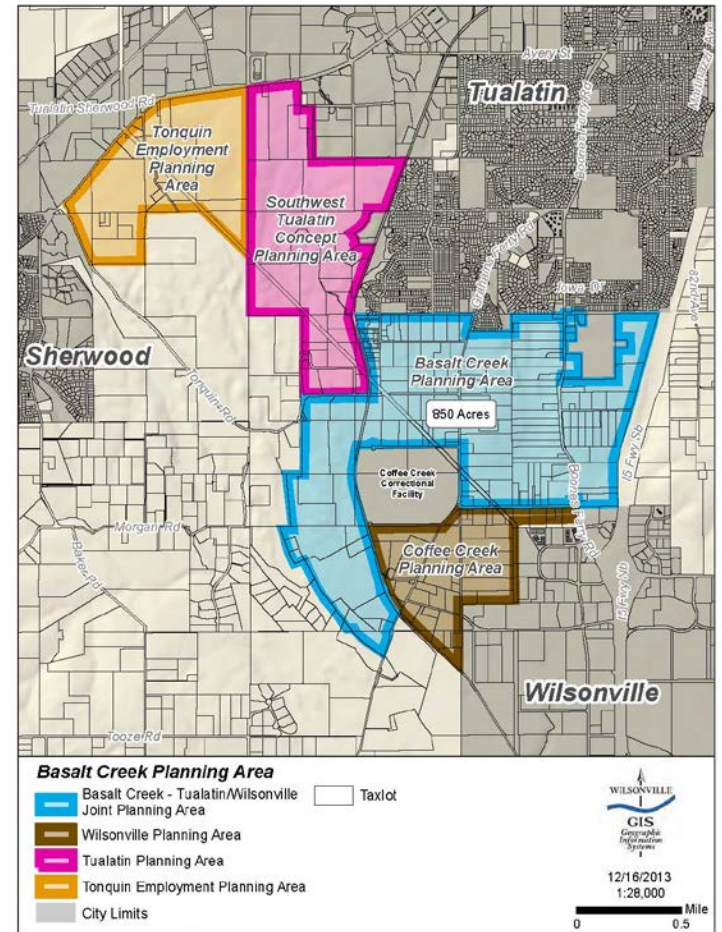 Avery St
Tualatin
Tualatin Sherwood Rd
Boones Ferry Rd
Tonquin
Employment
Planning
Area
Southwest
Tualatin
Concept
Planning Area
Grahams Ferry Rd
Iowa Dr
82nd Ave
Sherwood
Basalt Creek
Planning Area
850 Acres
Tonquin Rd
I5 Fwy Sb
Coffee Creek
Correctional
Facility
Boones Ferry Rd
Morgan Rd
Baker Rd
Coffee Creek
Planning Area
I5 Fwy Nb
Wilsonville
Tooze Rd
Basalt Creek Planning Area
Basalt Creek - Tualatin/Wilsonville
Joint Planning Area
Taxlot
Wilsonville Planning Area
Tualatin Planning Area
Tonquin Employment Planning Area
City Limits
WILSONVILLE
GIS
Geographic
Information
Systems
12/16/2013
1:28,000
Mile
0 0.5